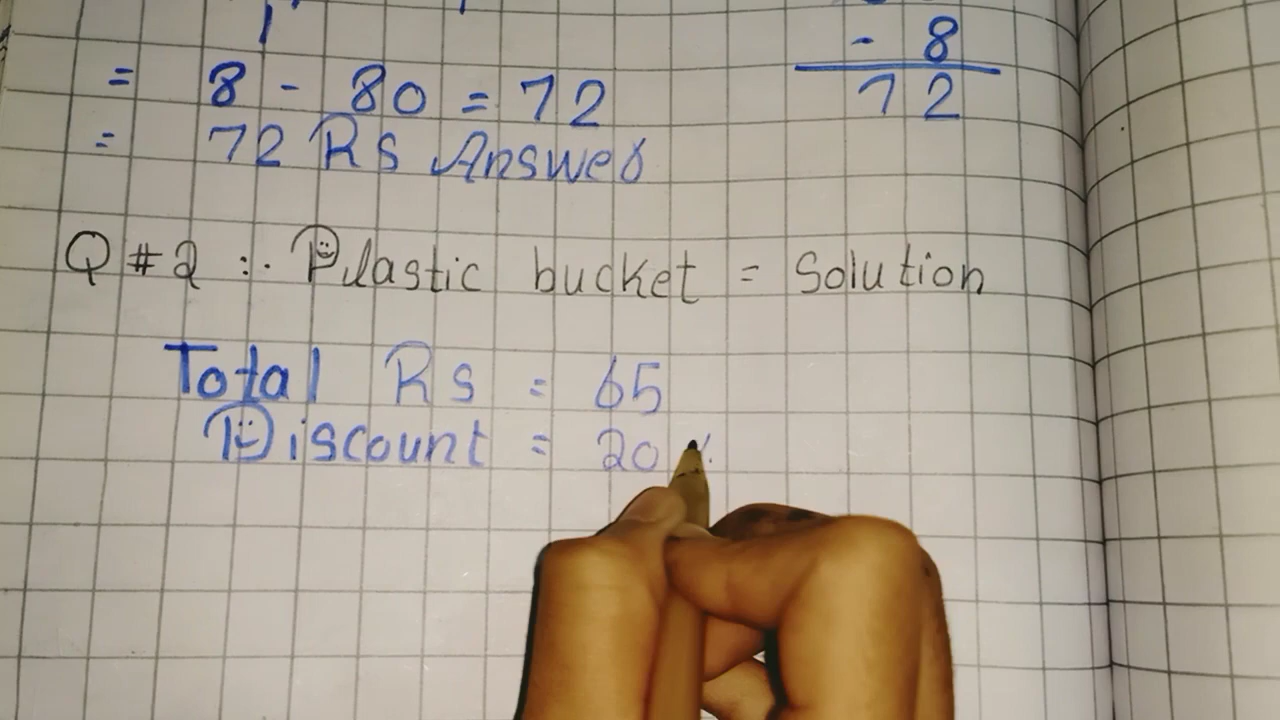 - 8
= 8 - 80 = 72
72
= 72 Rs Answer
Q # 2 :. Plastic bucket = Solution
Total Rs = 65
Discount = 20 %